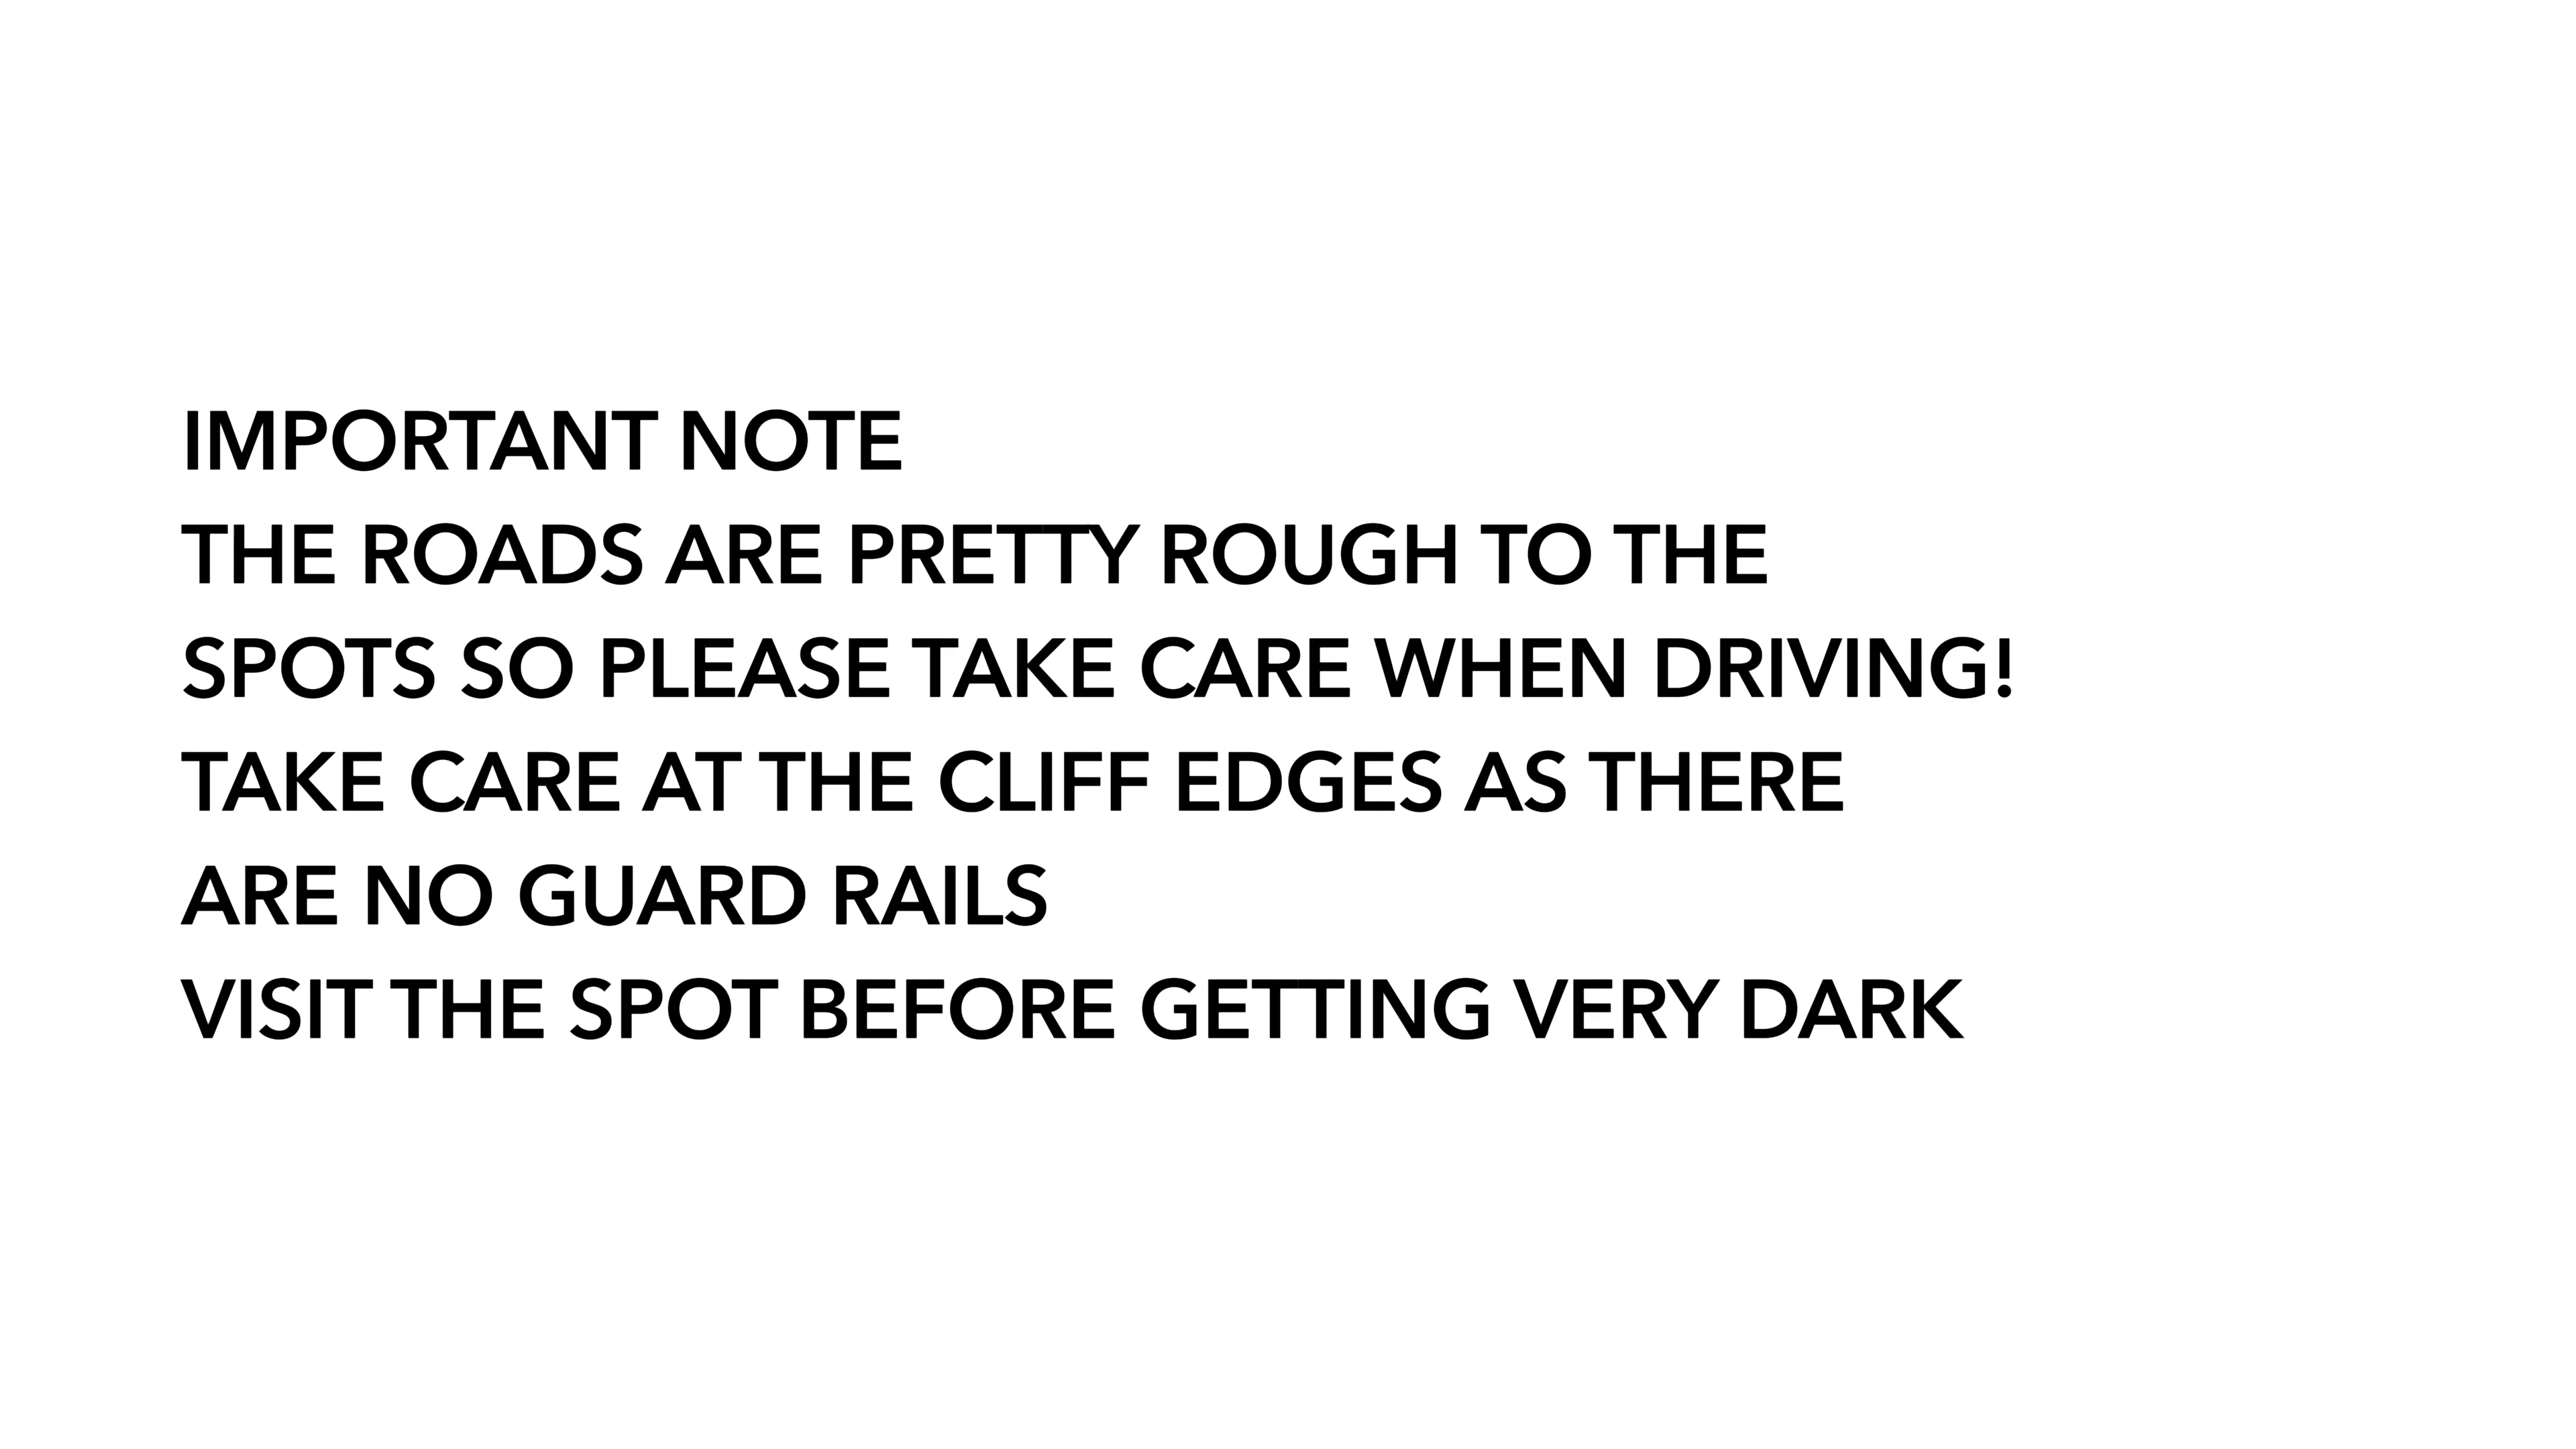 IMPORTANT NOTE
THE ROADS ARE PRETTY ROUGH TO THE
SPOTS SO PLEASE TAKE CARE WHEN DRIVING!
TAKE CARE AT THE CLIFF EDGES AS THERE
ARE NO GUARD RAILS
VISIT THE SPOT BEFORE GETTING VERY DARK